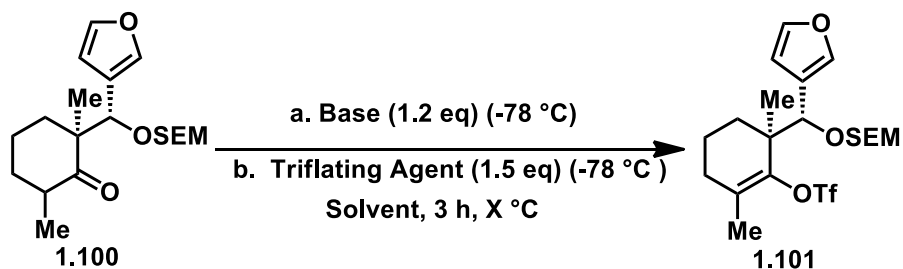 O
O
Me
Me
OSEM
O
Me
1.100
a. Base (1.2 eq) (-78 °C)
b. Triflating Agent (1.5 eq) (-78 °C )
Solvent, 3 h, X °C
OSEM
OTf
Me
1.101